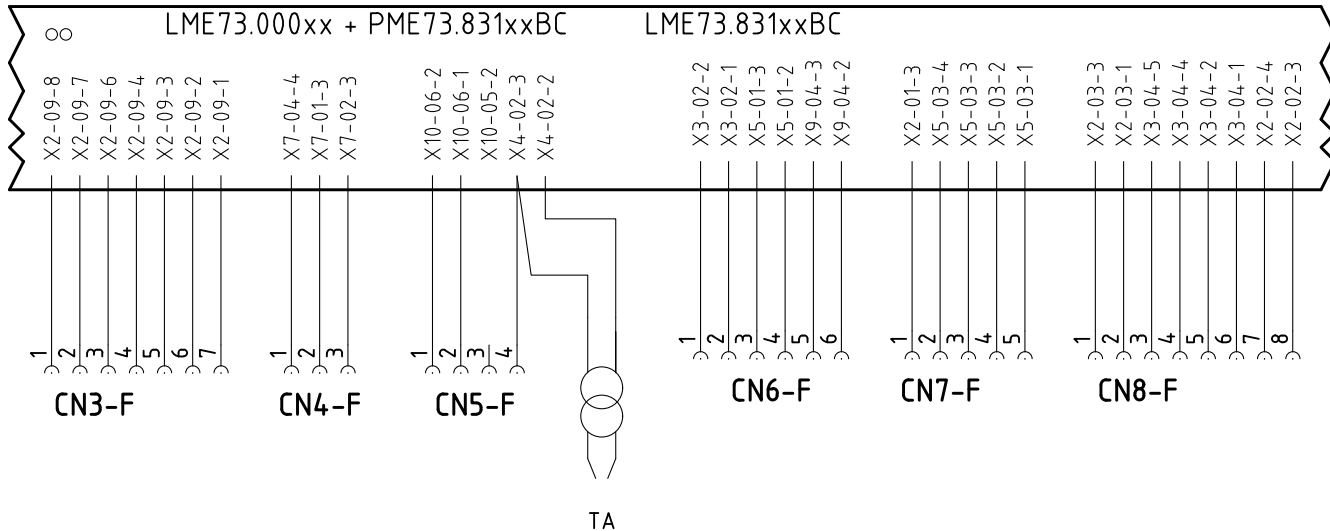 LME73.000xx + PME73.831xxBC LME73.831xxBC
X2-09-8 X2-09-7 X2-09-6 X2-09-4 X2-09-3 X2-09-2 X2-09-1
X7-04-4 X7-01-3 X7-02-3
X10-06-2 X10-06-1 X10-05-2 X4-02-3 X4-02-2
X3-02-2 X3-02-1 X5-01-3 X5-01-2 X9-04-3 X9-04-2
X2-01-3 X5-03-4 X5-03-3 X5-03-2 X5-03-1
X2-03-3 X2-03-1 X3-04-5 X3-04-4 X3-04-2 X3-04-1 X2-02-4 X2-02-3
1 2 3 4 5 6 7
CN3-F
1 2 3
CN4-F
1 2 3 4
CN5-F
1 2 3 4 5 6
CN6-F
1 2 3 4 5
CN7-F
1 2 3 4 5 6 7 8
CN8-F
TA